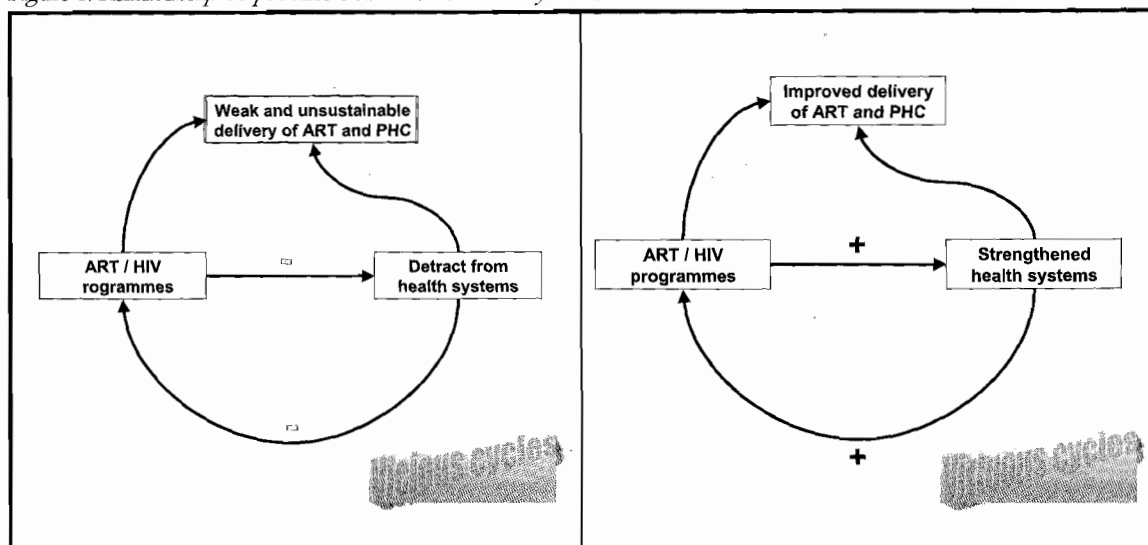 Weak and unsustainable
delivery of ART and PHC
ART / HIV
rogrammes
Detract from
health systems
Vicious cycles
Improved delivery
of ART and PHC
+
ART / HIV
programmes
Strengthened
health systems
+
Virtuous cycles